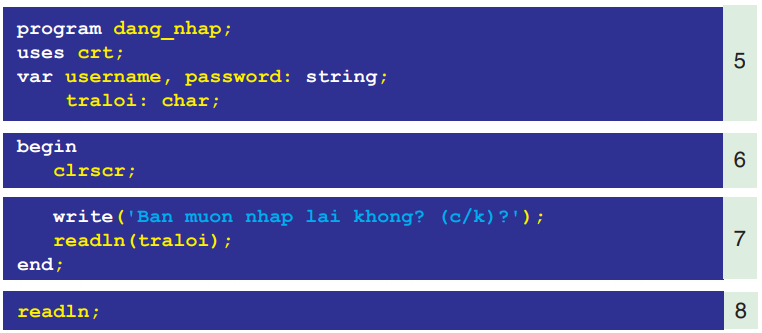 program dang_nhap;
uses crt;
var username, password: string;
    traloi: char;
5
begin
   clrscr;
6
   write('Ban muon nhap lai khong? (c/k)?');
   readln(traloi);
end;
7
readln;
8